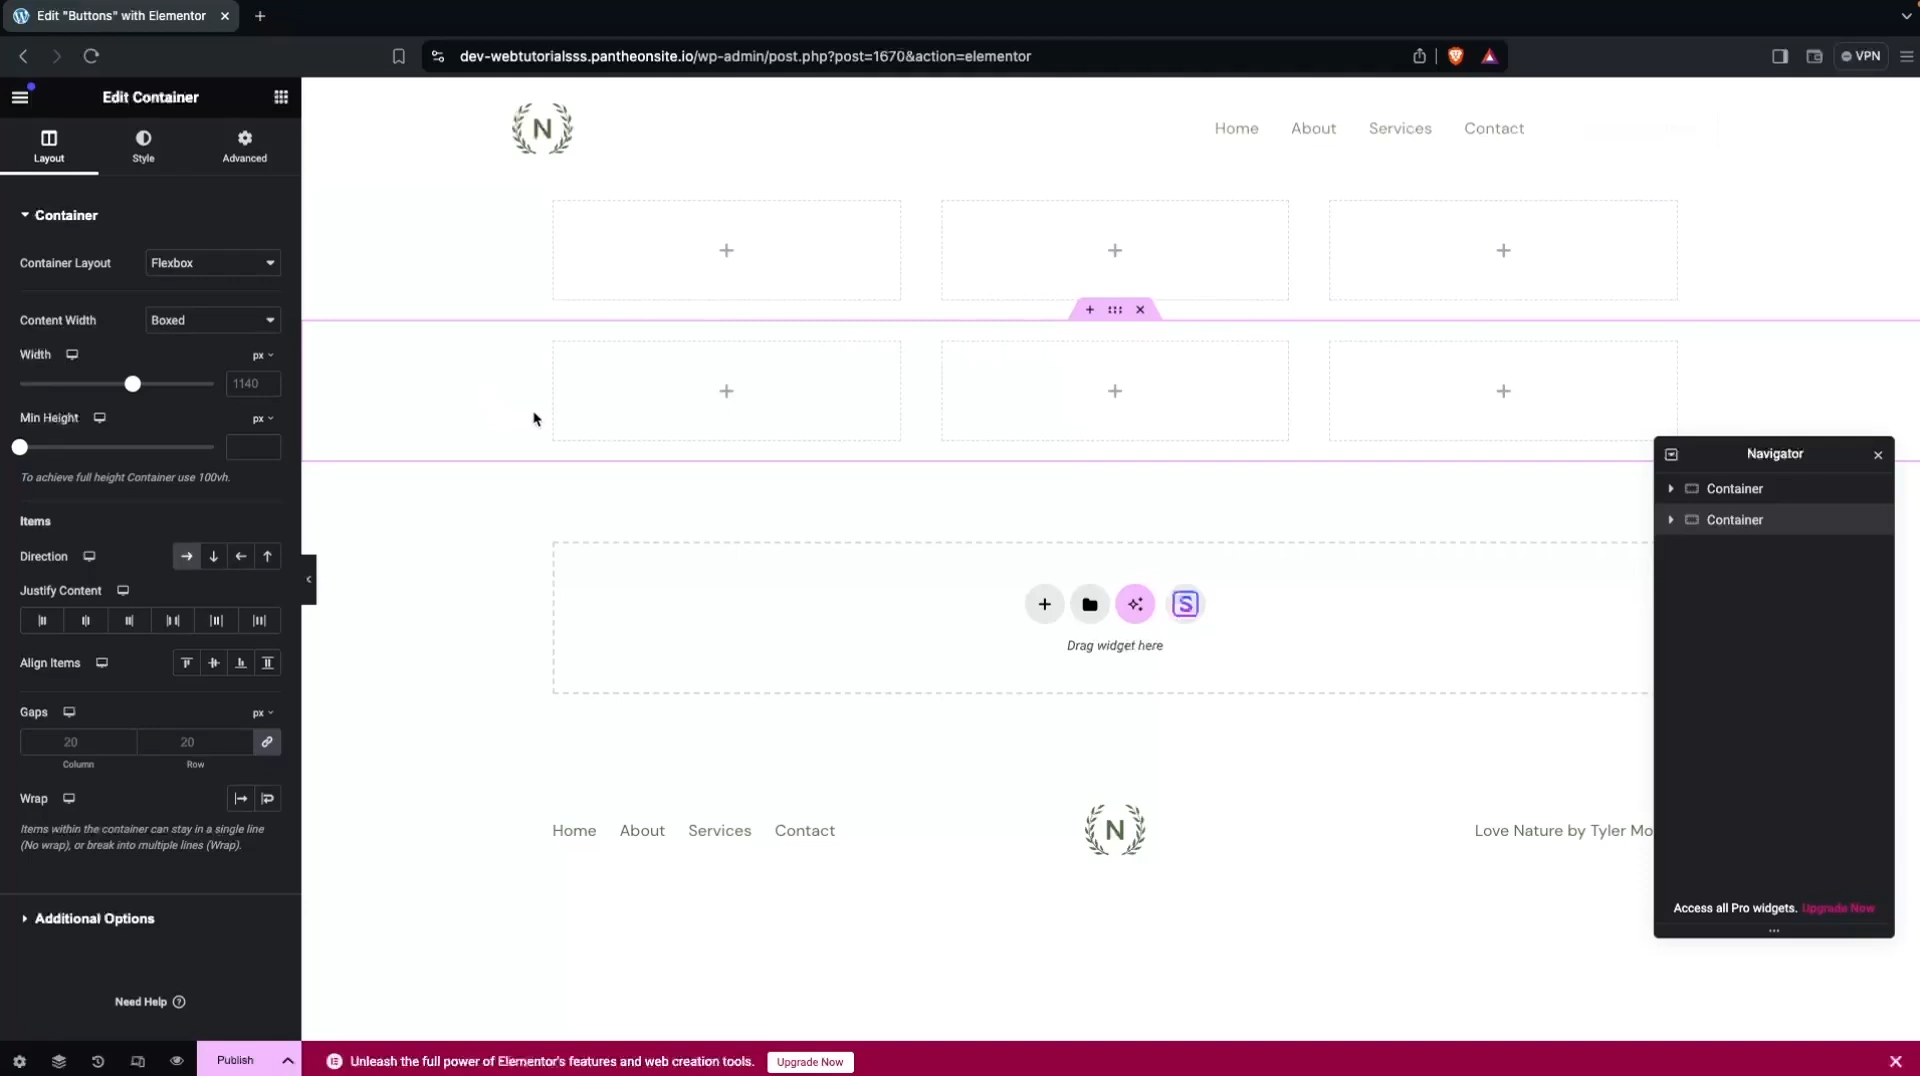 Edit "Buttons" with Elementor
dev-webtutorialsss.pantheonsite.io/wp-admin/post.php?post=1670&action=elementor
VPN
Edit Container
Layout
Style
Advanced
Container
Container Layout
Flexbox
Content Width
Boxed
Width
px
1140
Min Height
px
To achieve full height Container use 100vh.
Items
Direction
Justify Content
Align Items
Gaps
px
20
20
Column
Row
Wrap
Items within the container can stay in a single line
(No wrap), or break into multiple lines (Wrap).
Additional Options
Need Help
Publish
N
Home
About
Services
Contact
Drag widget here
Home
About
Services
Contact
N
Love Nature by Tyler Mo
Navigator
Container
Container
Access all Pro widgets. Upgrade Now
Unleash the full power of Elementor's features and web creation tools.
Upgrade Now